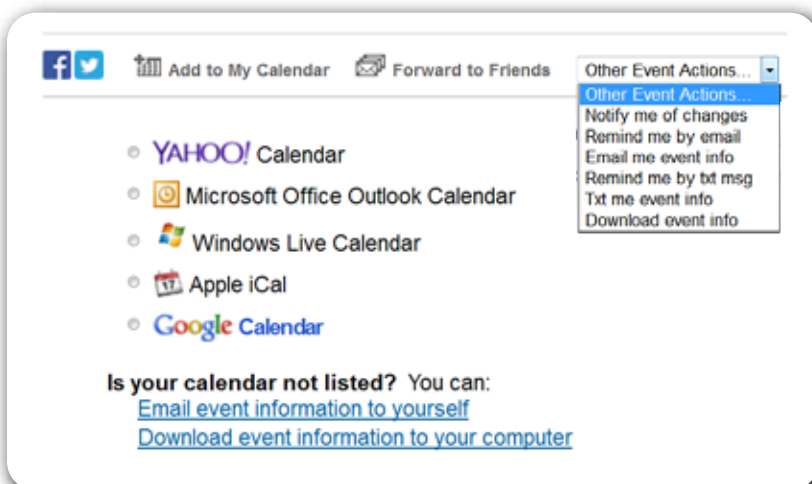 Add to My Calendar Forward to Friends Other Event Actions...
Other Event Actions...
Notify me of changes
Remind me by email
Email me event info
Remind me by txt msg
Txt me event info
Download event info
YAHOO! Calendar
Microsoft Office Outlook Calendar
Windows Live Calendar
17 Apple iCal
Google Calendar
Is your calendar not listed? You can:
Email event information to yourself
Download event information to your computer